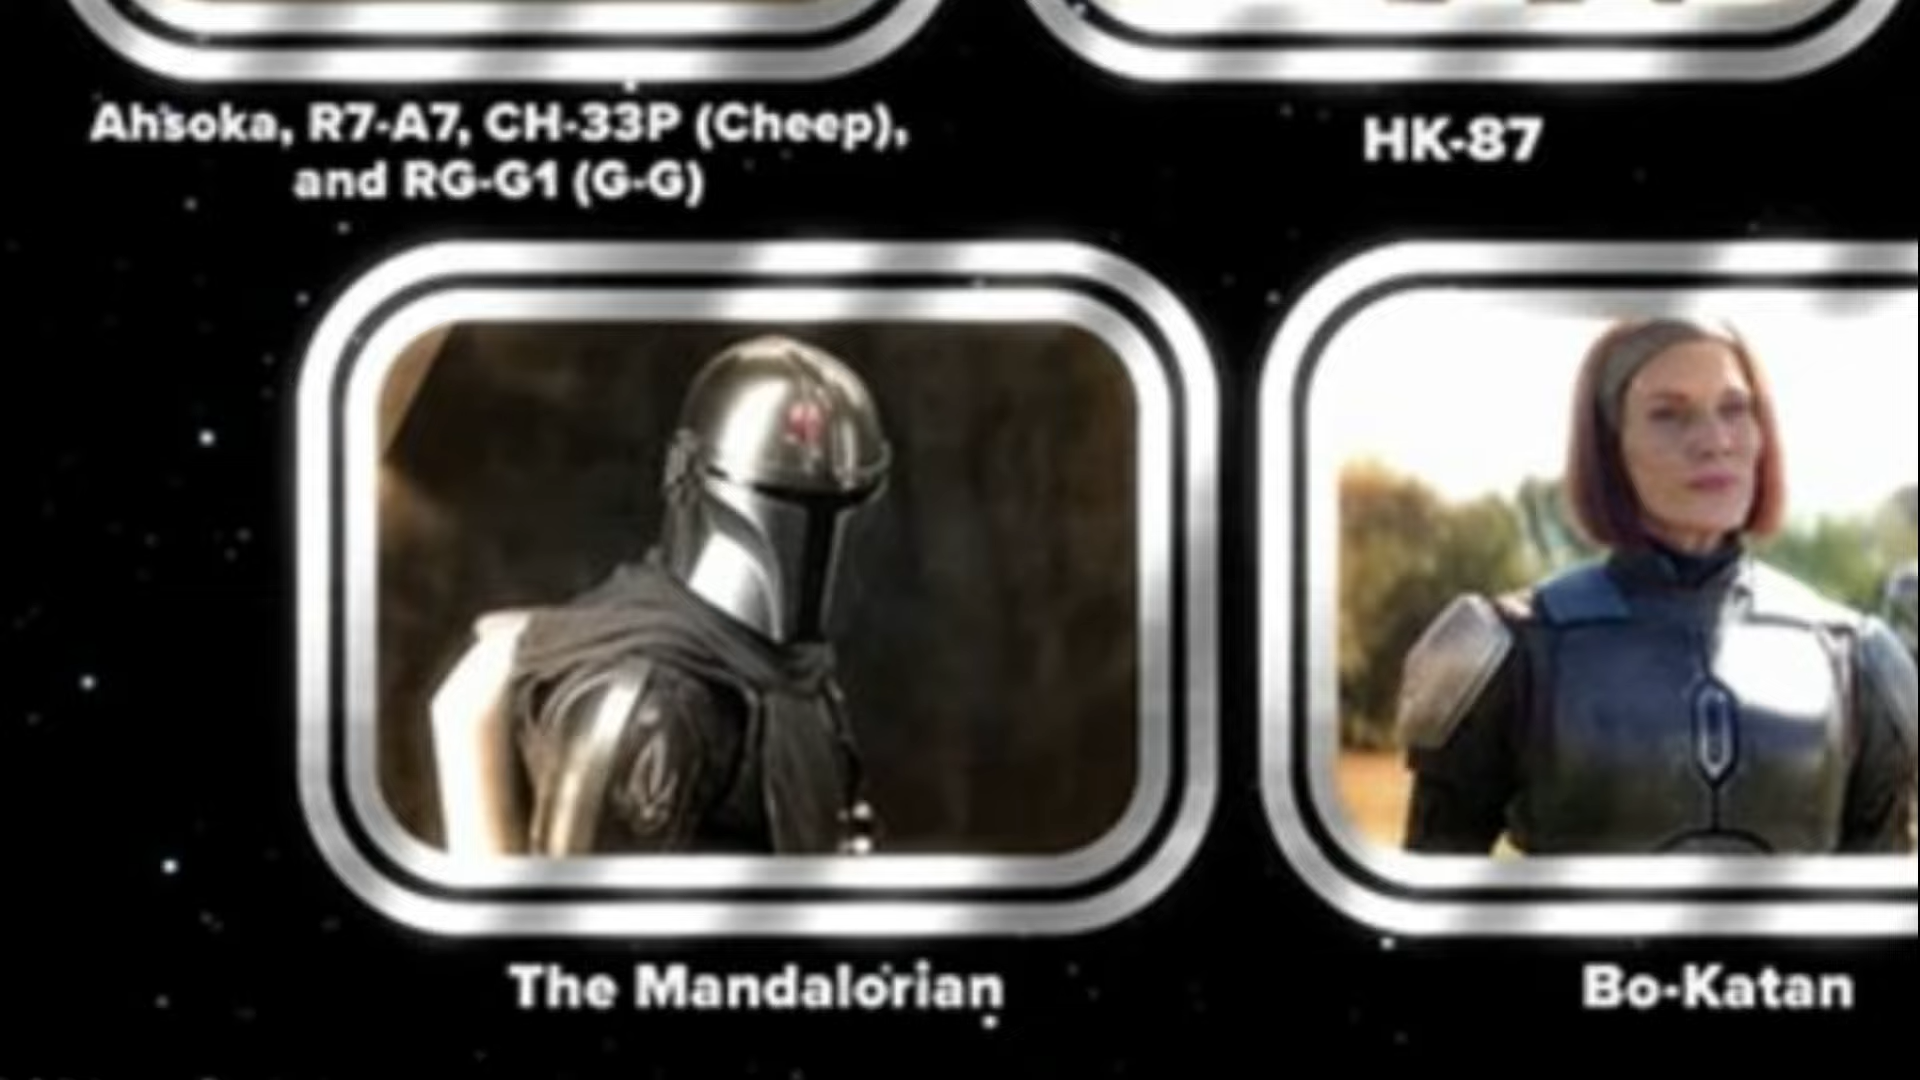 Ahsoka, R7-A7, CH-33P (Cheep),
and RG-G1 (G-G)
HK-87
The Mandalorian
Bo-Katan